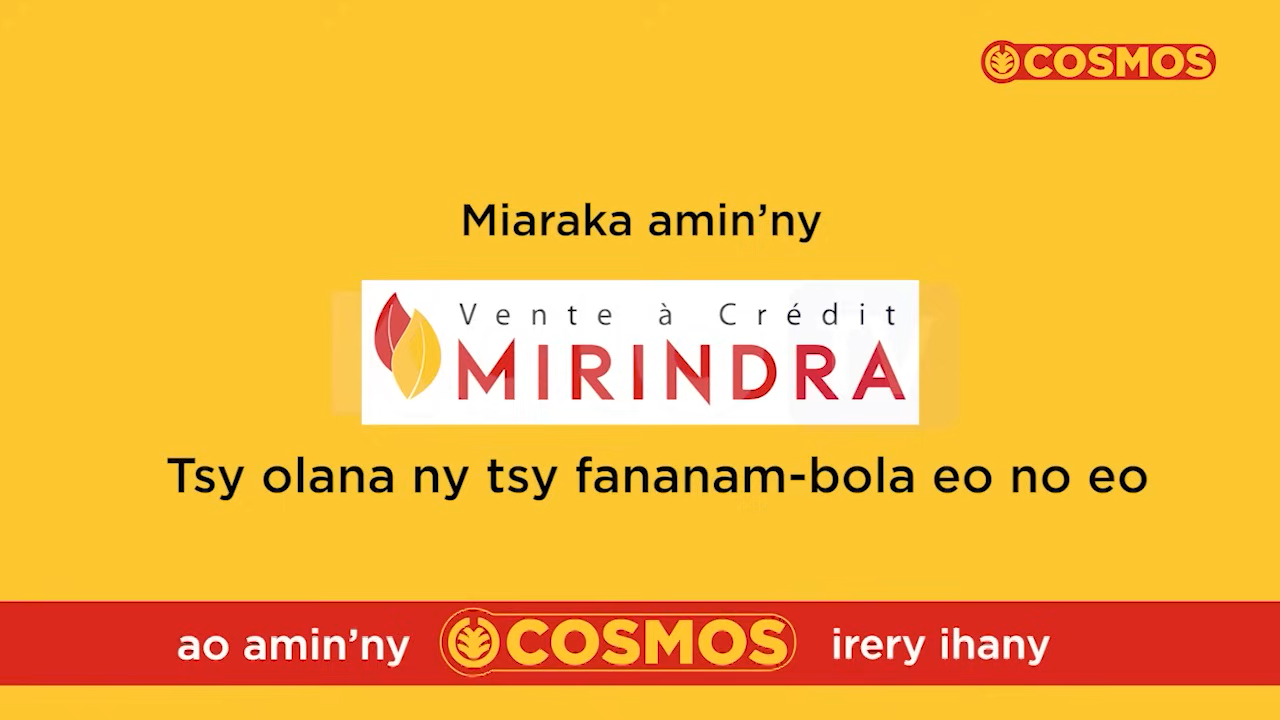 COSMOS
Miaraka amin’ny
Vente à Crédit
MIRINDRA
Tsy olana ny tsy fananam-bola eo no eo
ao amin’ny COSMOS irery ihany